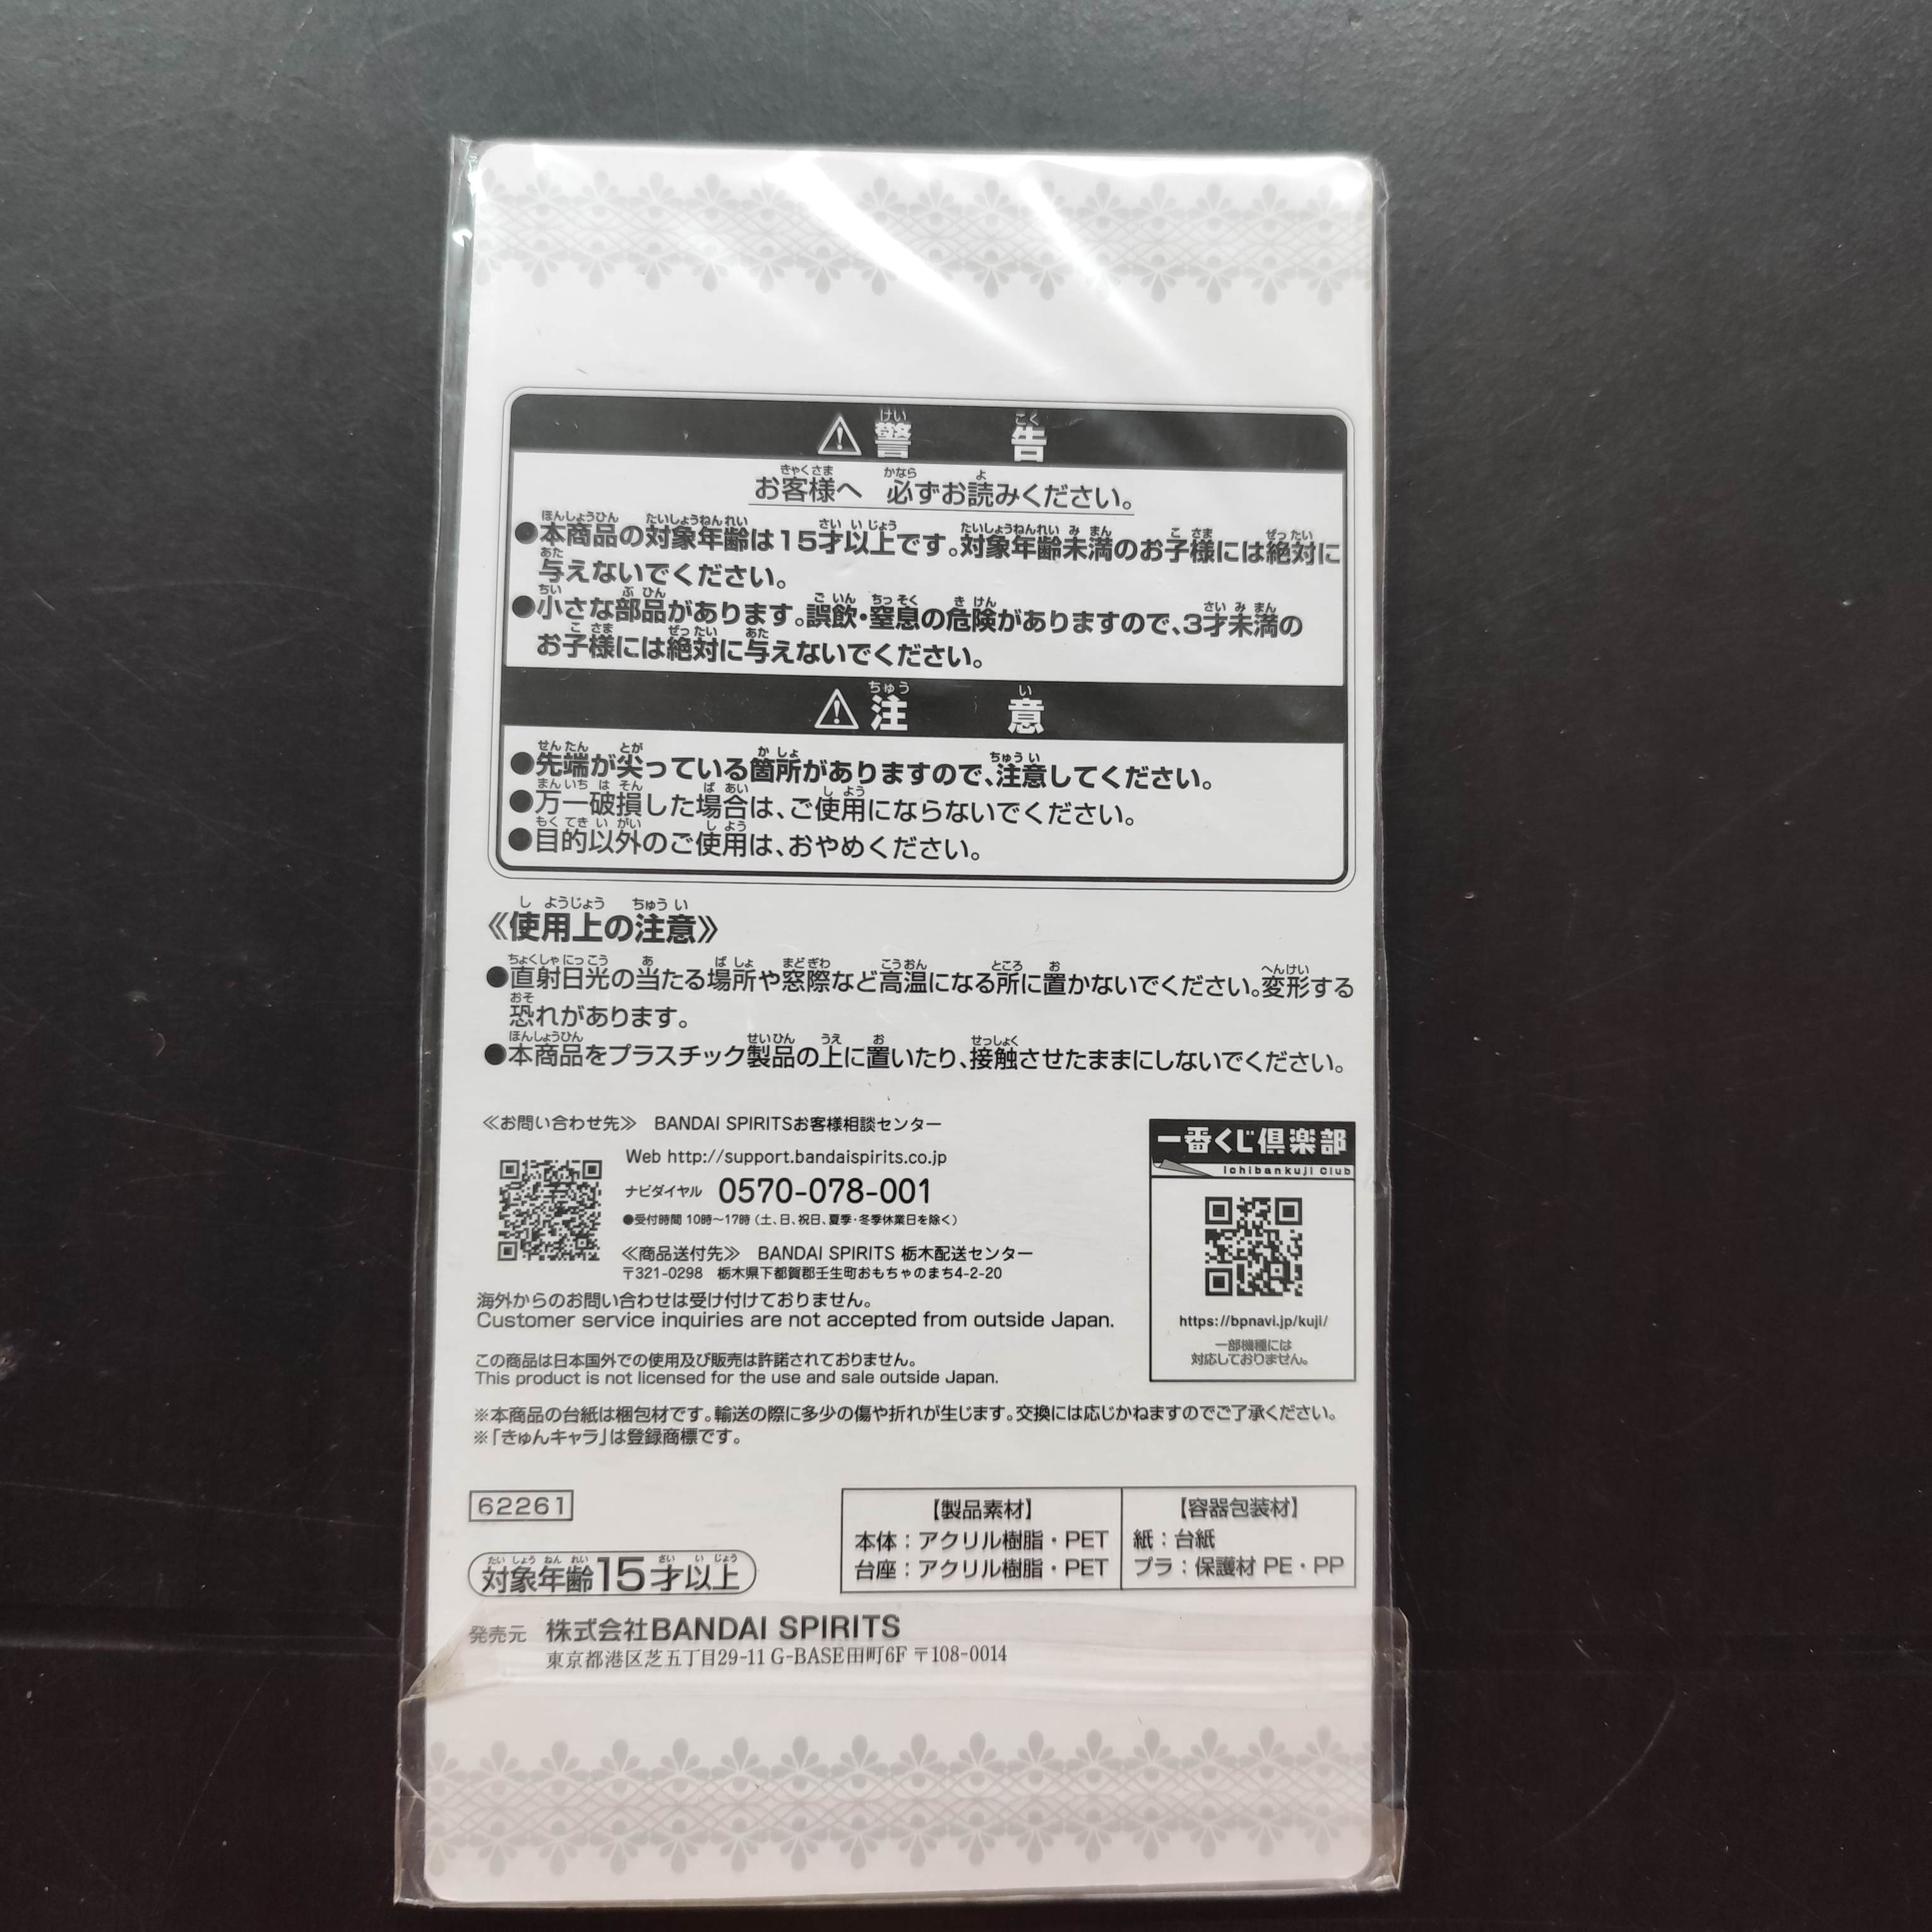 警告
お客様へ 必ずお読みください。
●本商品の対象年齢は15才以上です。対象年齢未満のお子様には絶対に
与えないでください。
●小さな部品があります。誤飲・窒息の危険がありますので、3才未満の
お子様には絶対に与えないでください。
注意
●先端が尖っている箇所がありますので、注意してください。
●万一破損した場合は、ご使用にならないでください。
●目的以外のご使用は、おやめください。
《使用上の注意》
●直射日光の当たる場所や窓際など高温になる所に置かないでください。変形する
恐れがあります。
●本商品をプラスチック製品の上に置いたり、接触させたままにしないでください。
≪お問い合わせ先≫ BANDAI SPIRITSお客様相談センター
Web http://support.bandaispirits.co.jp
ナビダイヤル 0570-078-001
●受付時間 10時～17時（土、日、祝日、夏季・冬季休業日を除く）
≪商品送付先≫ BANDAI SPIRITS 栃木配送センター
〒321-0298 栃木県下都賀郡壬生町おもちゃのまち4-2-20
海外からのお問い合わせは受け付けておりません。
Customer service inquiries are not accepted from outside Japan.
この商品は日本国外での使用及び販売は許諾されておりません。
This product is not licensed for the use and sale outside Japan.
一番くじ倶楽部
Ichibankuji Club
https://bpnavi.jp/kuji/
一部機種には
対応しておりません。
※本商品の台紙は梱包材です。輸送の際に多少の傷や折れが生じます。交換には応じかねますのでご了承ください。
※「きゅんキャラ」は登録商標です。
62261
対象年齢15才以上
【製品素材】
本体：アクリル樹脂・PET
台座：アクリル樹脂・PET
【容器包装材】
紙：台紙
プラ：保護材 PE・PP
発売元 株式会社BANDAI SPIRITS
東京都港区芝五丁目29-11 G-BASE田町6F 〒108-0014